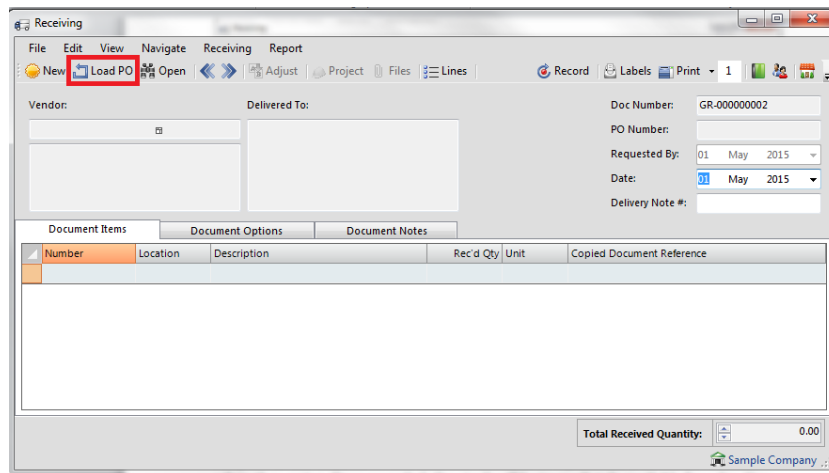 Receiving
File Edit View Navigate Receiving Report
New Load PO Open Adjust Project Files Lines Record Labels Print 1
Vendor: Delivered To: Doc Number: GR-000000002
PO Number:
Requested By: 01 May 2015
Date: 01 May 2015
Delivery Note #:
Document Items Document Options Document Notes
Number Location Description Rec'd Qty Unit Copied Document Reference
Total Received Quantity: 0.00
Sample Company